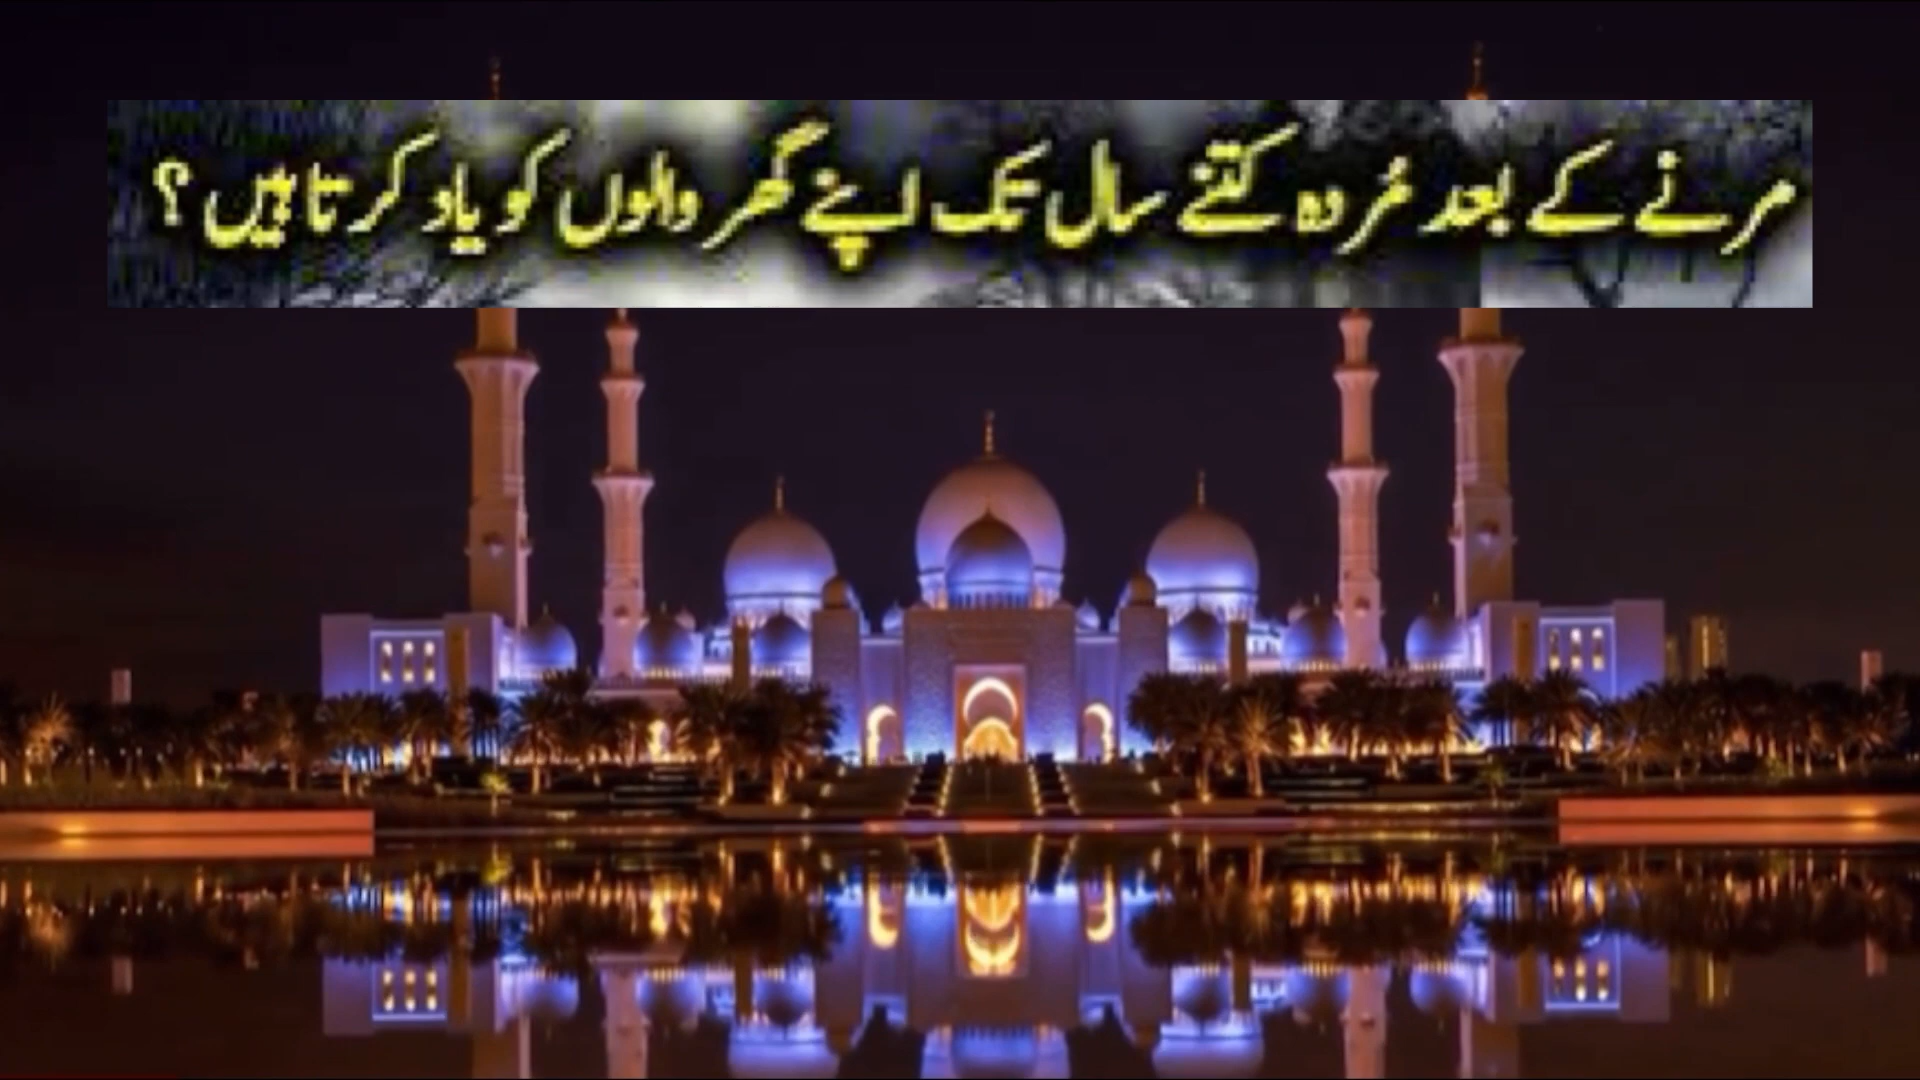 مرنے کے بعد مُردہ کتنے سال تک اپنے گھر والوں کو یاد کرتا ہیں؟